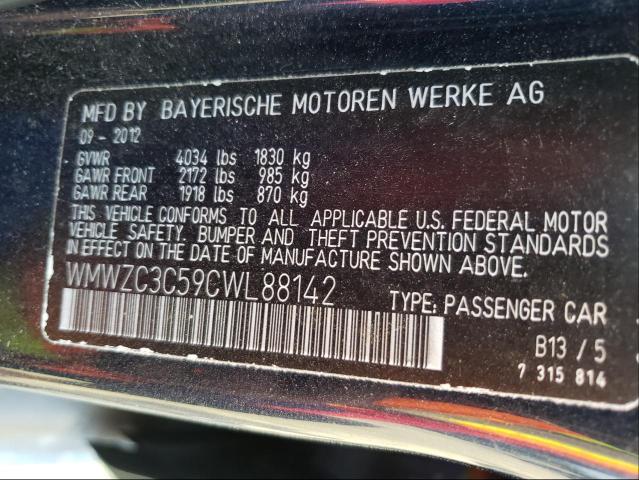 MFD BY BAYERISCHE MOTOREN WERKE AG
09 - 2012
GVWR 4034 lbs 1830 kg
GAWR FRONT 2172 lbs 985 kg
GAWR REAR 1918 lbs 870 kg
THIS VEHICLE CONFORMS TO ALL APPLICABLE U.S. FEDERAL MOTOR
VEHICLE SAFETY, BUMPER AND THEFT PREVENTION STANDARDS
IN EFFECT ON THE DATE OF MANUFACTURE SHOWN ABOVE.
WMWZC3C59CWL88142 TYPE: PASSENGER CAR
B13 / 5
7 315 814